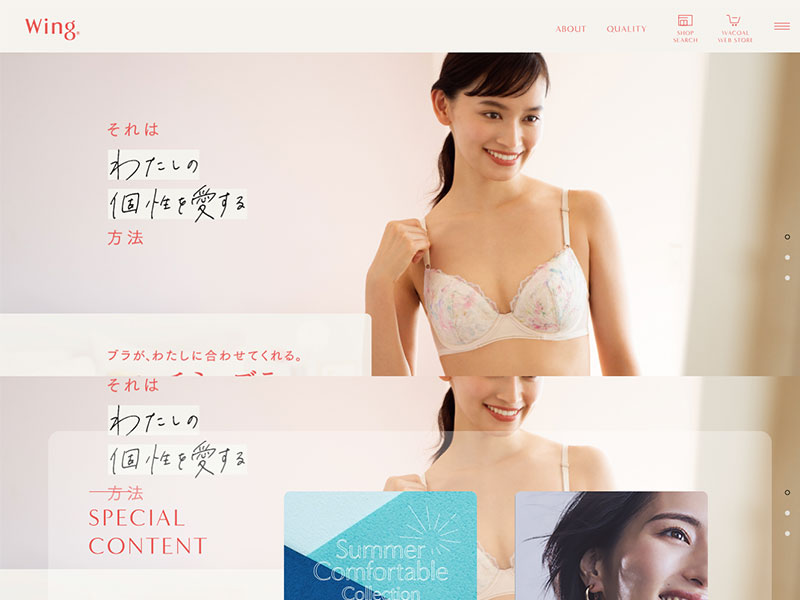 Wing
ABOUT
QUALITY
SHOP
SEARCH
WACOAL
WEB STORE
それは
わたしの
個性を愛する
方法
ブラが、わたしに合わせてくれる。
それは
わたしの
個性を愛する
方法
SPECIAL
CONTENT
Summer
Comfortable
Collection